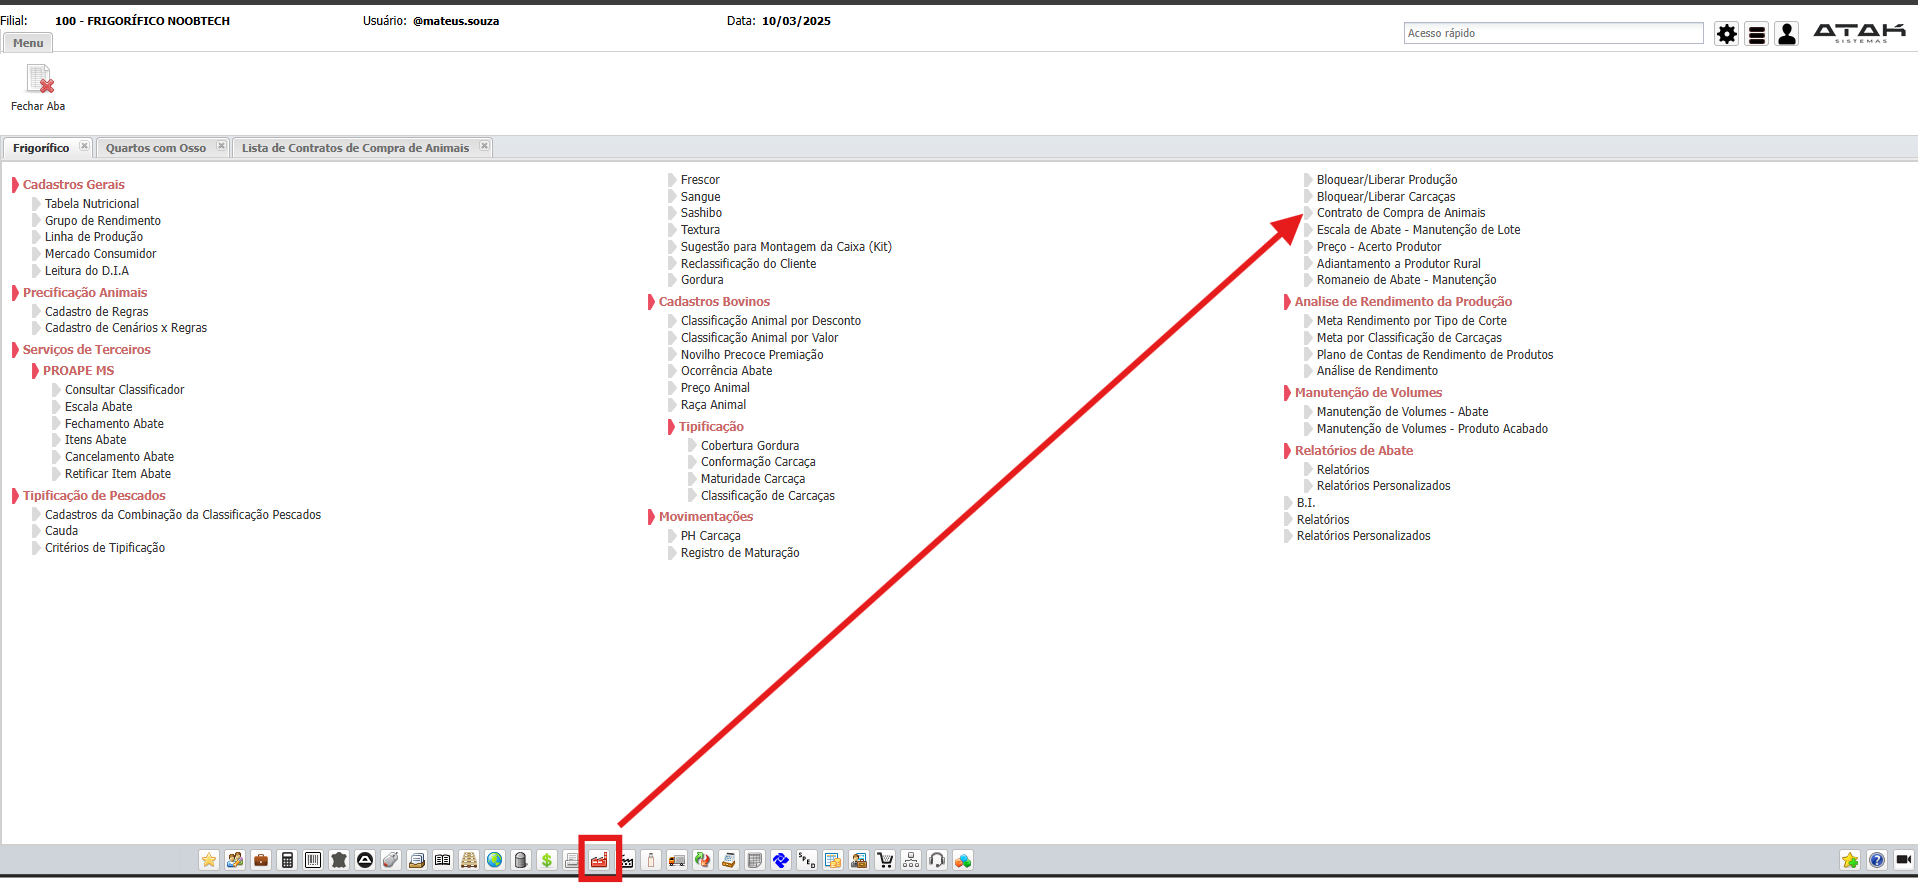 Filial: 100 - FRIGORÍFICO NOOBTECH Usuário: @mateus.souza Data: 10/03/2025
Menu
Acesso rápido
ATAK
SISTEMAS
Fechar Aba
Frigorífico
Quartos com Osso
Lista de Contratos de Compra de Animais
Cadastros Gerais
Tabela Nutricional
Grupo de Rendimento
Linha de Produção
Mercado Consumidor
Leitura do D.I.A
Precificação Animais
Cadastro de Regras
Cadastro de Cenários x Regras
Serviços de Terceiros
PROAPE MS
Consultar Classificador
Escala Abate
Fechamento Abate
Itens Abate
Cancelamento Abate
Retificar Item Abate
Tipificação de Pescados
Cadastros da Combinação da Classificação Pescados
Cauda
Critérios de Tipificação
Frescor
Sangue
Sashibo
Textura
Sugestão para Montagem da Caixa (Kit)
Reclassificação do Cliente
Gordura
Cadastros Bovinos
Classificação Animal por Desconto
Classificação Animal por Valor
Novilho Precoce Premiação
Ocorrência Abate
Preço Animal
Raça Animal
Tipificação
Cobertura Gordura
Conformação Carcaça
Maturidade Carcaça
Classificação de Carcaças
Movimentações
PH Carcaça
Registro de Maturação
Bloquear/Liberar Produção
Bloquear/Liberar Carcaças
Contrato de Compra de Animais
Escala de Abate - Manutenção de Lote
Preço - Acerto Produtor
Adiantamento a Produtor Rural
Romaneio de Abate - Manutenção
Analise de Rendimento da Produção
Meta Rendimento por Tipo de Corte
Meta por Classificação de Carcaças
Plano de Contas de Rendimento de Produtos
Análise de Rendimento
Manutenção de Volumes
Manutenção de Volumes - Abate
Manutenção de Volumes - Produto Acabado
Relatórios de Abate
Relatórios
Relatórios Personalizados
B.I.
Relatórios
Relatórios Personalizados
SPED